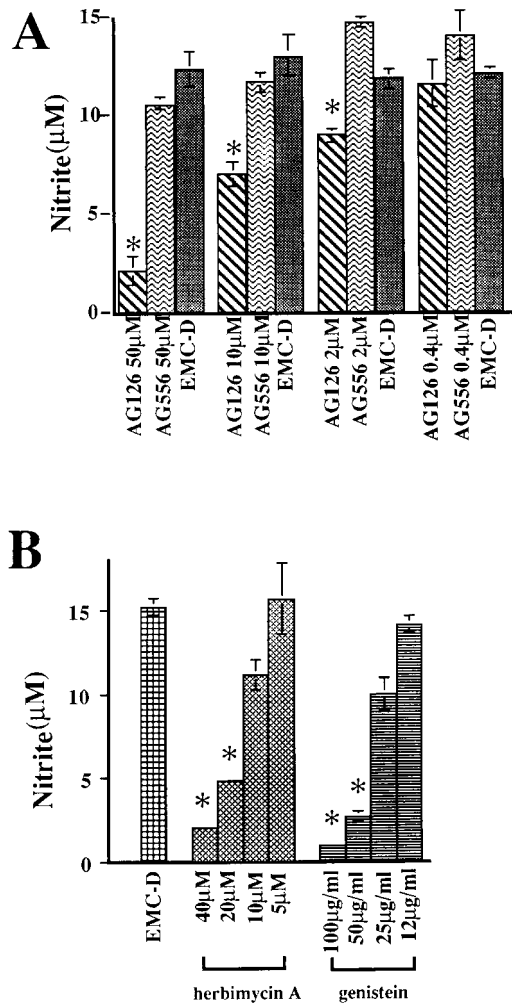 A
15
10
5
0
Nitrite(μM)
*
*
*
AG126 50μM
AG556 50μM
EMC-D
AG126 10μM
AG556 10μM
EMC-D
AG126 2μM
AG556 2μM
EMC-D
AG126 0.4μM
AG556 0.4μM
EMC-D
B
15
10
5
0
Nitrite(μM)
*
*
*
*
EMC-D
40μM
20μM
10μM
5μM
100μg/ml
50μg/ml
25μg/ml
12μg/ml
herbimycin A
genistein